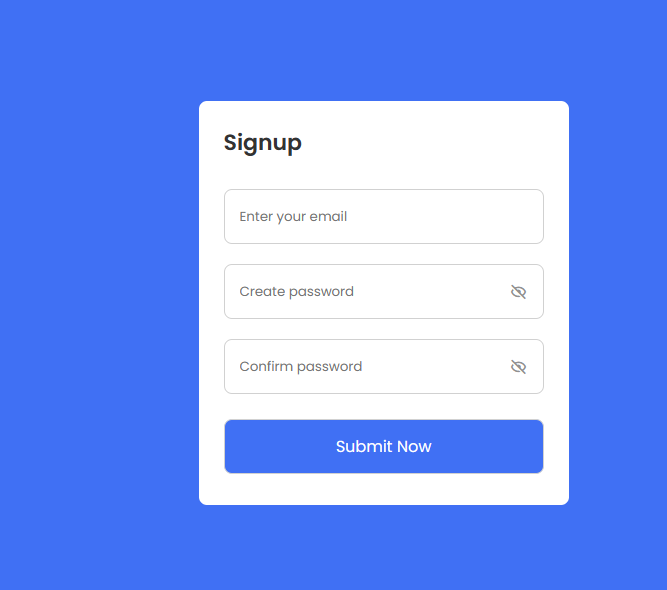 Signup
Enter your email
Create password
Confirm password
Submit Now